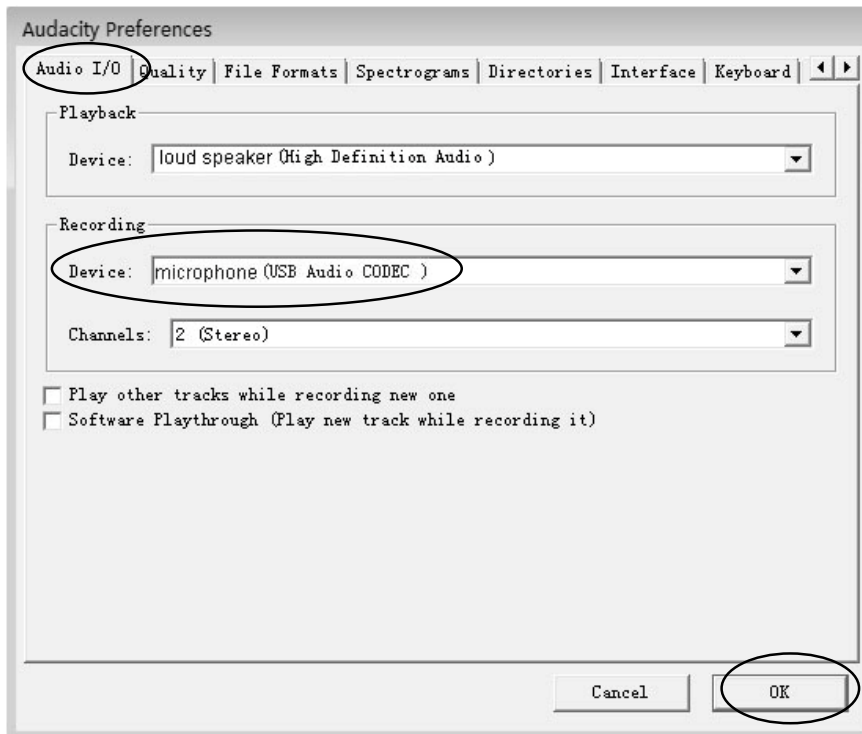 Audacity Preferences
Audio I/O Quality File Formats Spectrograms Directories Interface Keyboard
Playback
Device: loud speaker (High Definition Audio )
Recording
Device: microphone (USB Audio CODEC )
Channels: 2 (Stereo)
Play other tracks while recording new one
Software Playthrough (Play new track while recording it)
Cancel OK